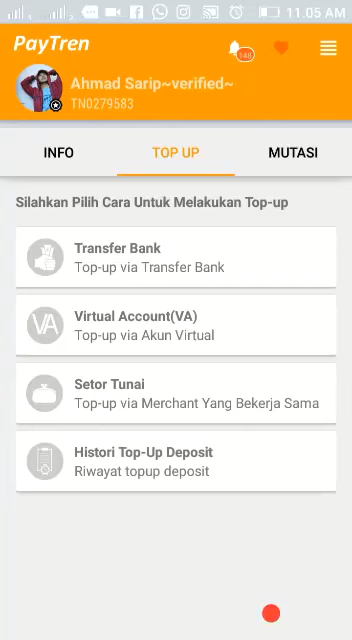 11.05 AM
PayTren
148
Ahmad Sarip~verified~
TN0279583
INFO
TOP UP
MUTASI
Silahkan Pilih Cara Untuk Melakukan Top-up
Transfer Bank
Top-up via Transfer Bank
VA
Virtual Account(VA)
Top-up via Akun Virtual
Setor Tunai
Top-up via Merchant Yang Bekerja Sama
Histori Top-Up Deposit
Riwayat topup deposit